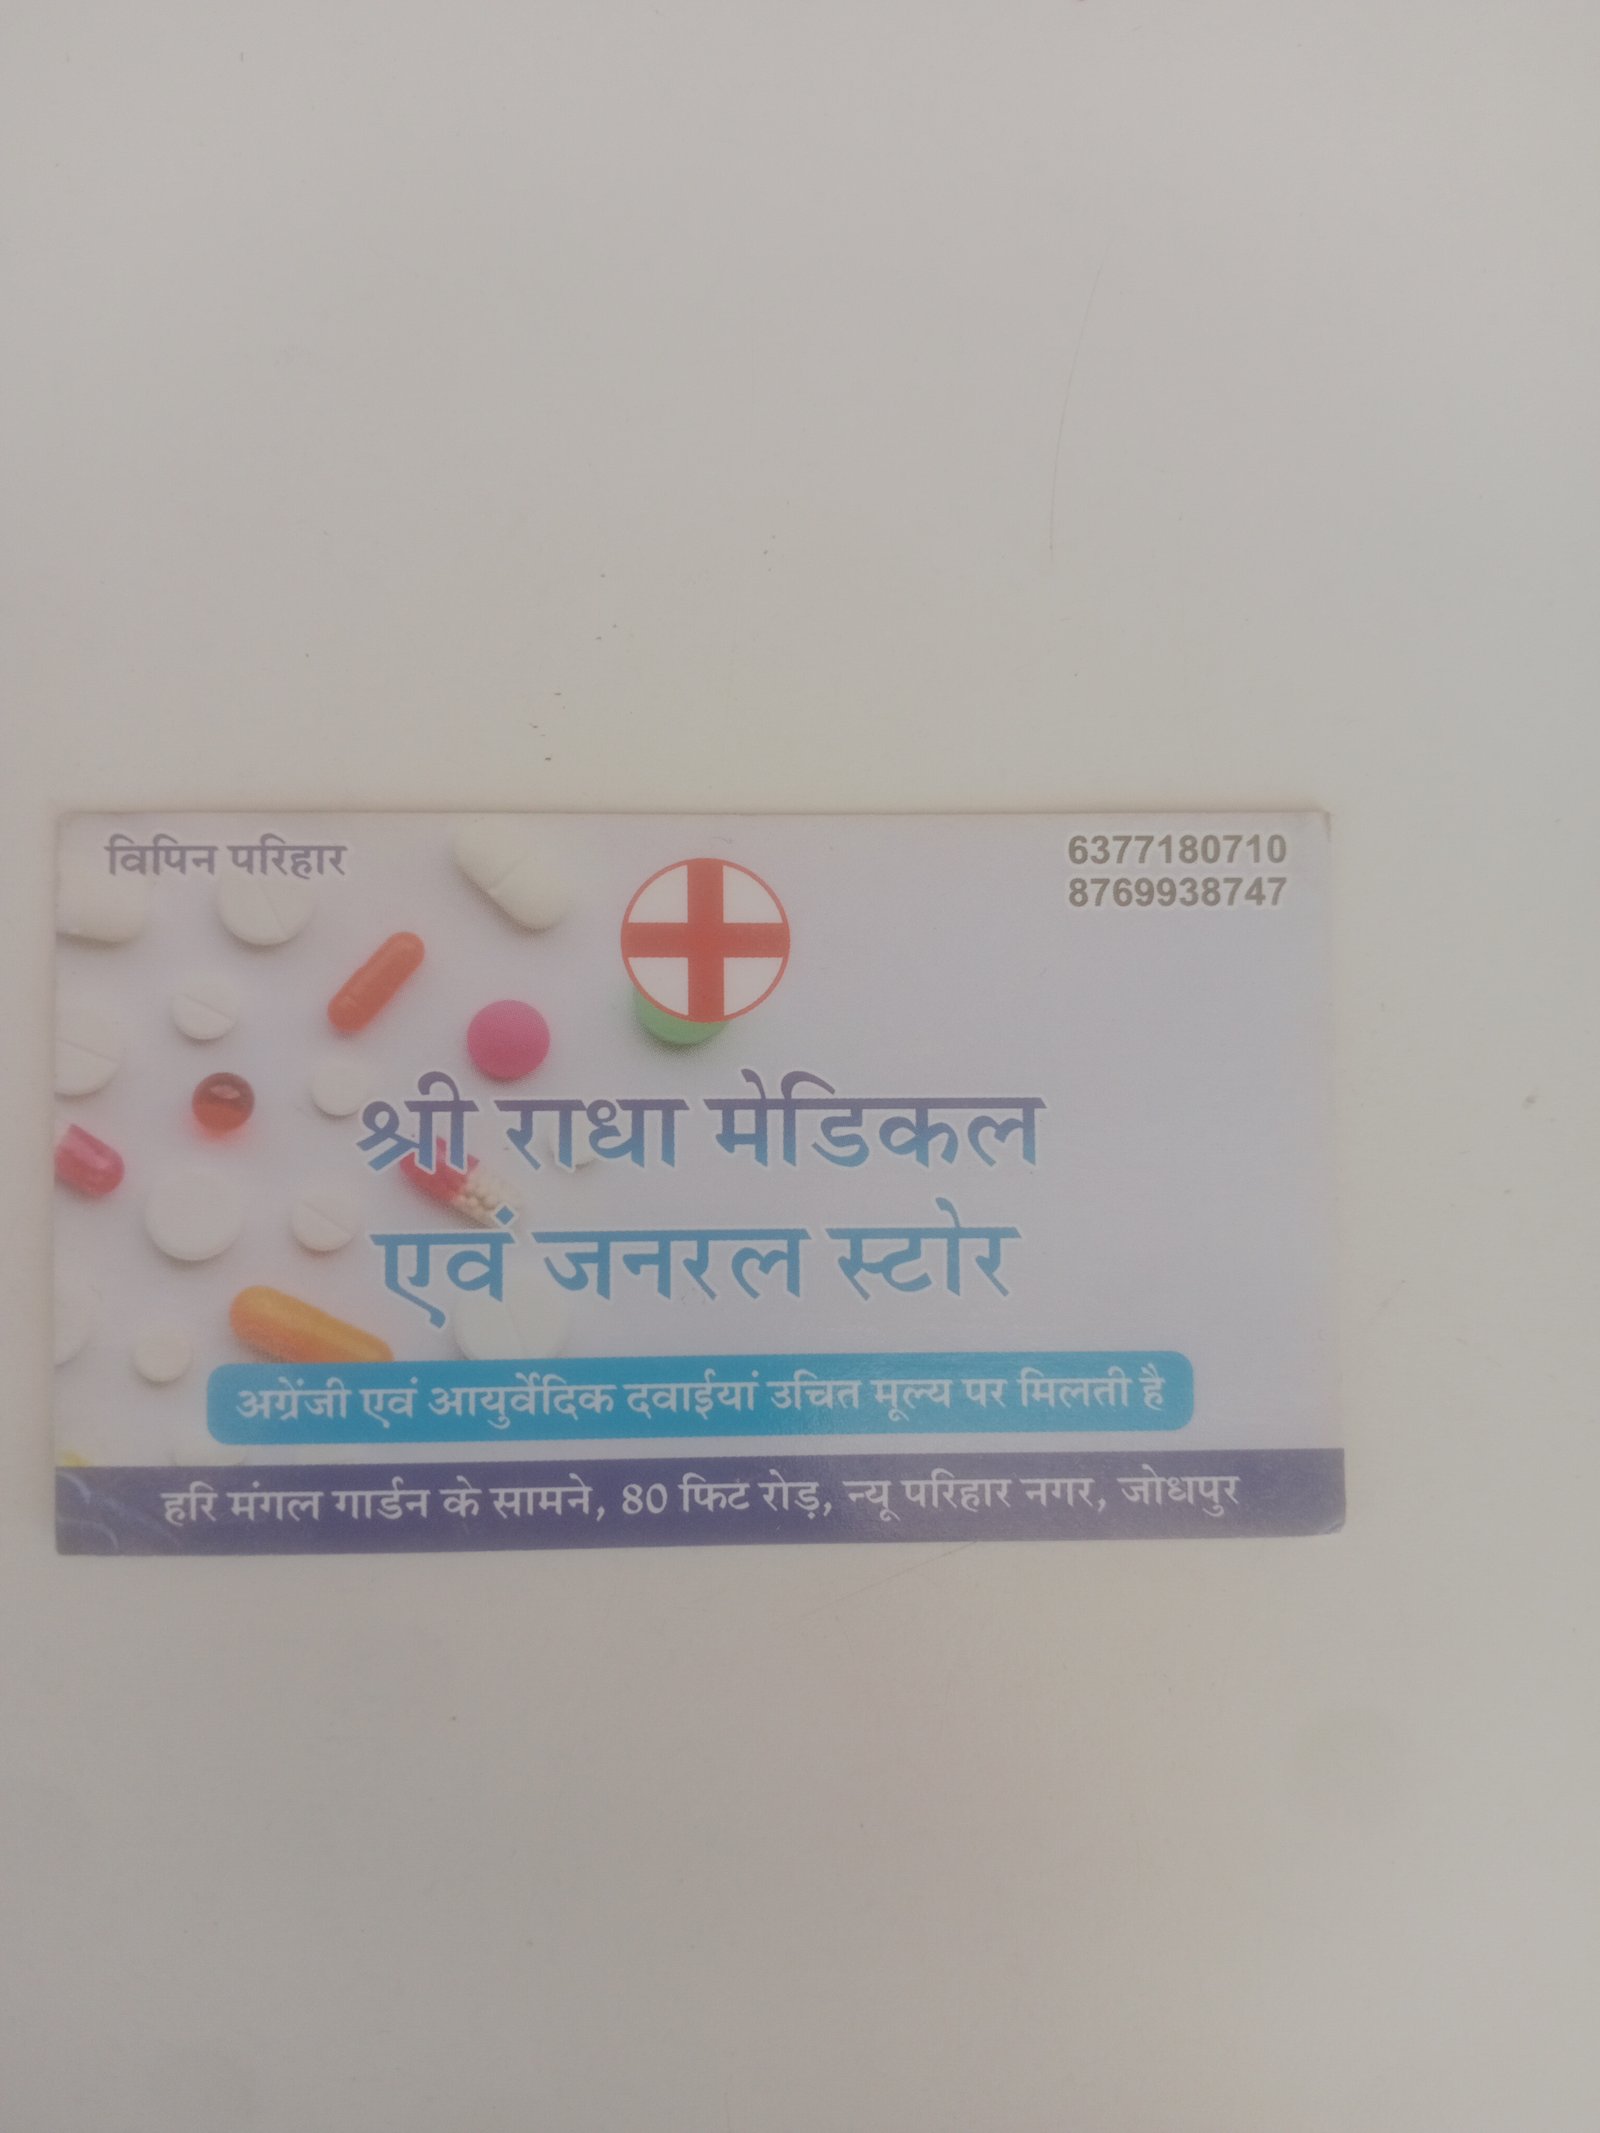 विपिन परिहार
6377180710
8769938747
श्री राधा मेडिकल
एवं जनरल स्टोर
अग्रेंजी एवं आयुर्वेदिक दवाईयां उचित मूल्य पर मिलती है
हरि मंगल गार्डन के सामने, 80 फिट रोड़, न्यू परिहार नगर, जोधपुर